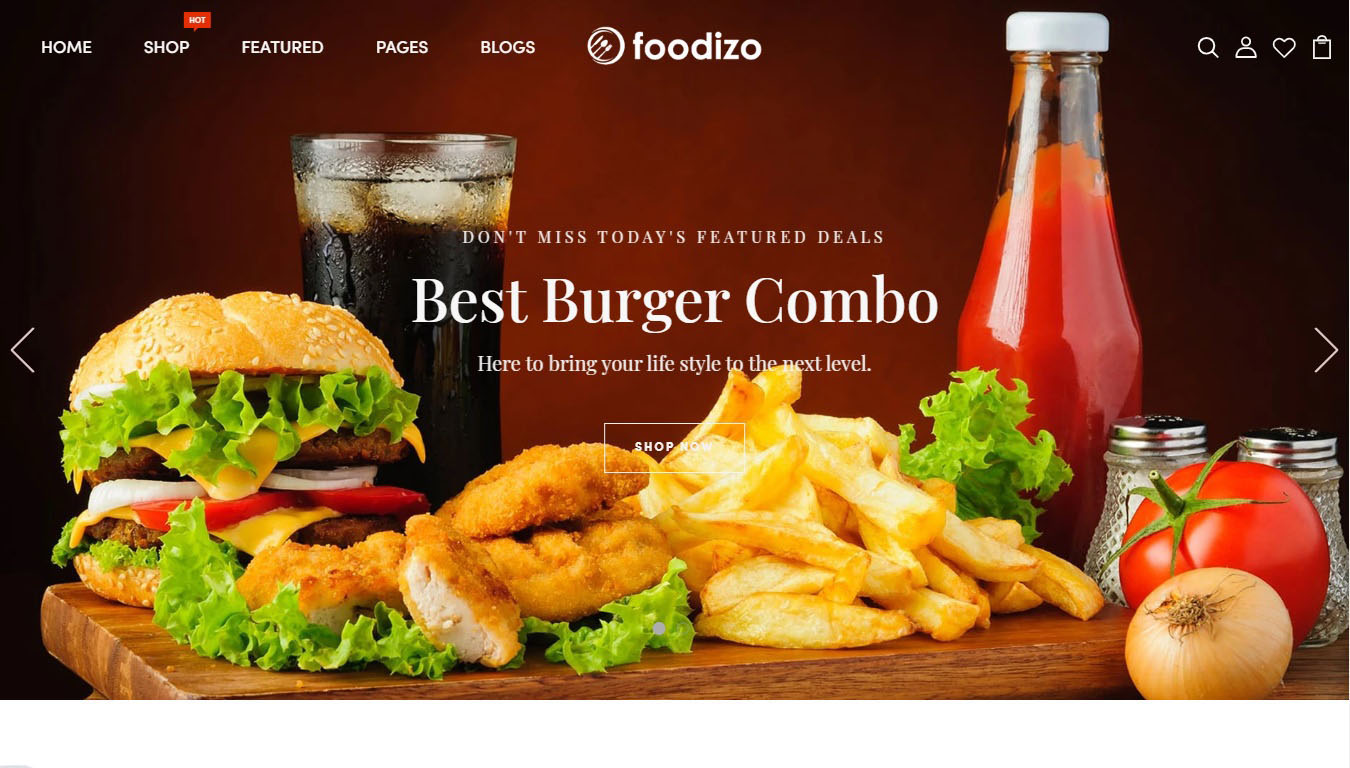 HOT
HOME SHOP FEATURED PAGES BLOGS foodizo
DON'T MISS TODAY'S FEATURED DEALS
Best Burger Combo
Here to bring your life style to the next level.
SHOP NOW